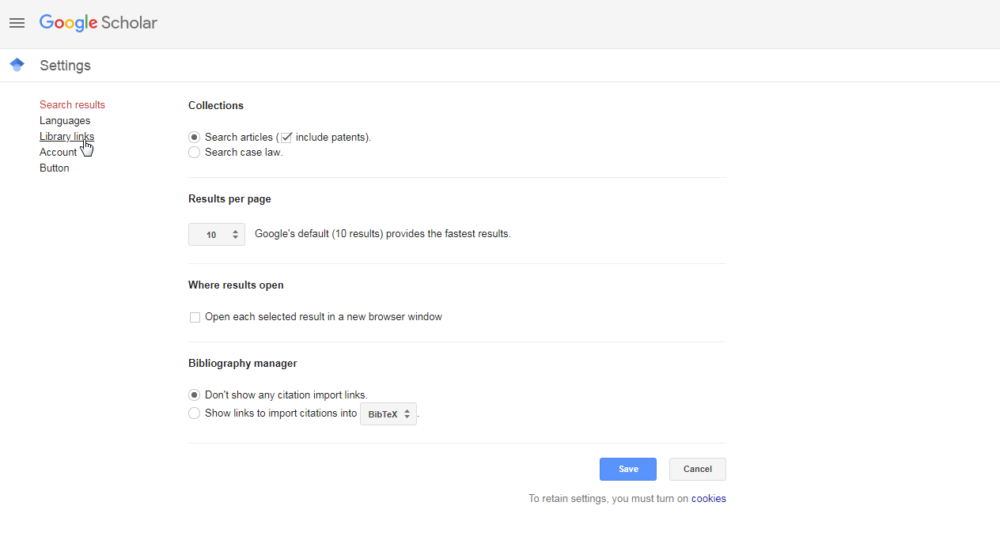 Google Scholar
Settings
Search results
Languages
Library links
Account
Button
Collections
Search articles ( include patents).
Search case law.
Results per page
10 Google's default (10 results) provides the fastest results.
Where results open
Open each selected result in a new browser window
Bibliography manager
Don't show any citation import links.
Show links to import citations into BibTeX .
Save Cancel
To retain settings, you must turn on cookies